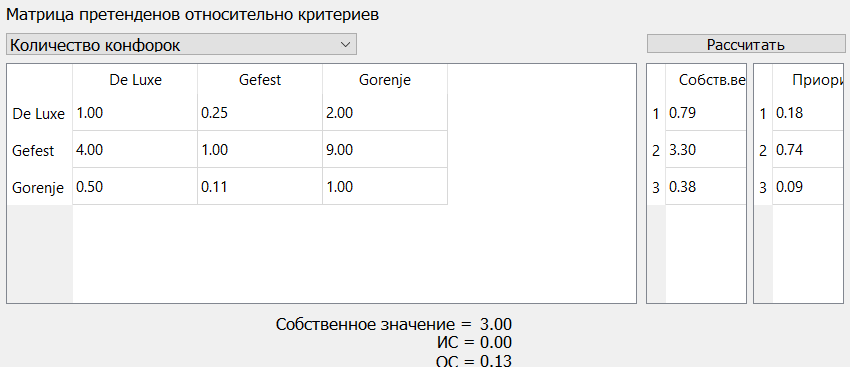 Матрица претенденов относительно критериев
Количество конфорок
Рассчитать
De Luxe Gefest Gorenje
De Luxe 1.00 0.25 2.00
Gefest 4.00 1.00 9.00
Gorenje 0.50 0.11 1.00
Собств.ве
1 0.79
2 3.30
3 0.38
Приори
1 0.18
2 0.74
3 0.09
Собственное значение = 3.00
ИС = 0.00
ОС = 0.13